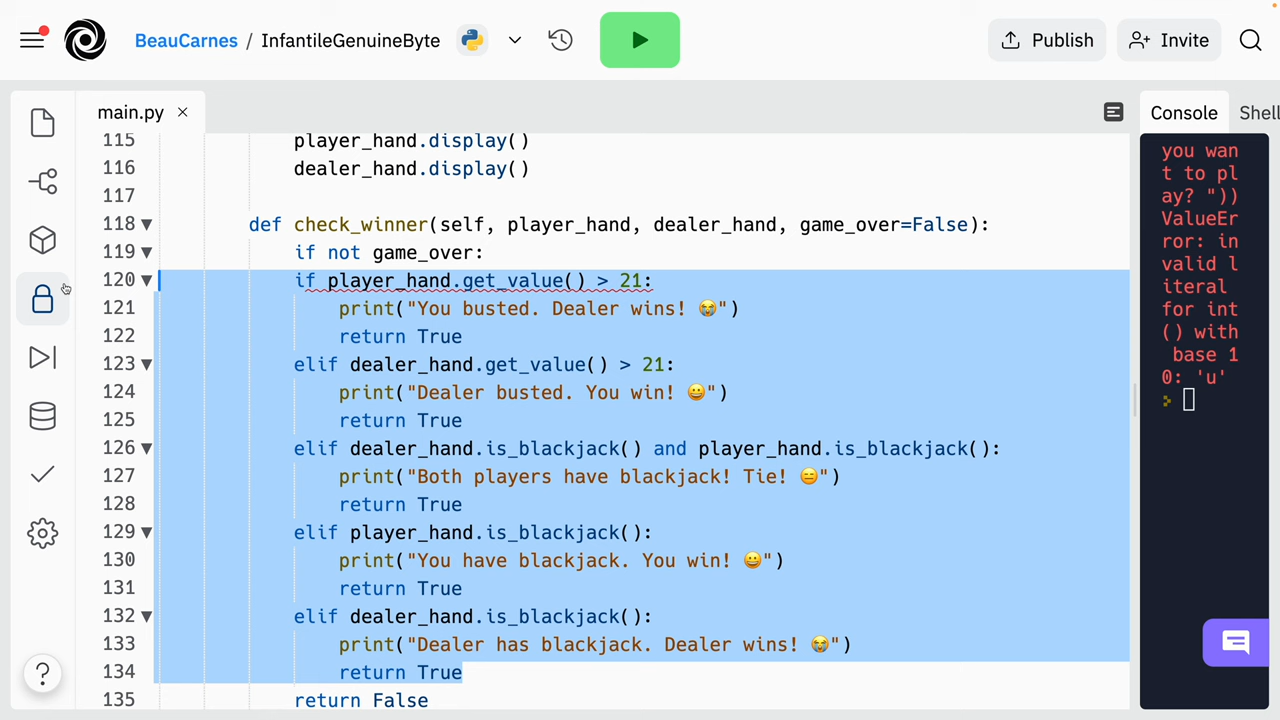 BeauCarnes / InfantileGenuineByte
Publish
Invite
main.py ×
Console
Shell
115 player_hand.display()
116 dealer_hand.display()
117
118 def check_winner(self, player_hand, dealer_hand, game_over=False):
119 if not game_over:
120 if player_hand.get_value() > 21:
121 print("You busted. Dealer wins! 😭")
122 return True
123 elif dealer_hand.get_value() > 21:
124 print("Dealer busted. You win! 😀")
125 return True
126 elif dealer_hand.is_blackjack() and player_hand.is_blackjack():
127 print("Both players have blackjack! Tie! 😑")
128 return True
129 elif player_hand.is_blackjack():
130 print("You have blackjack. You win! 😀")
131 return True
132 elif dealer_hand.is_blackjack():
133 print("Dealer has blackjack. Dealer wins! 😭")
134 return True
135 return False
you wan
t to pl
ay? "))
ValueEr
ror: in
valid l
iteral
for int
() with
base 1
0: 'u'
?